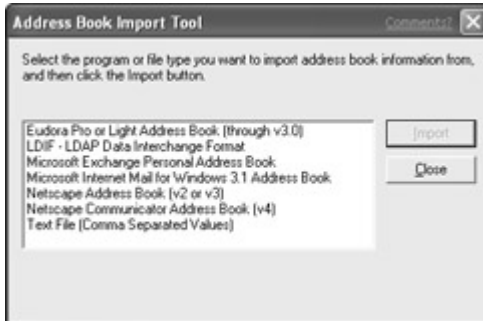 Address Book Import Tool
Comments?
Select the program or file type you want to import address book information from,
and then click the Import button.
Eudora Pro or Light Address Book (through v3.0)
LDIF - LDAP Data Interchange Format
Microsoft Exchange Personal Address Book
Microsoft Internet Mail for Windows 3.1 Address Book
Netscape Address Book (v2 or v3)
Netscape Communicator Address Book (v4)
Text File (Comma Separated Values)
Import
Close